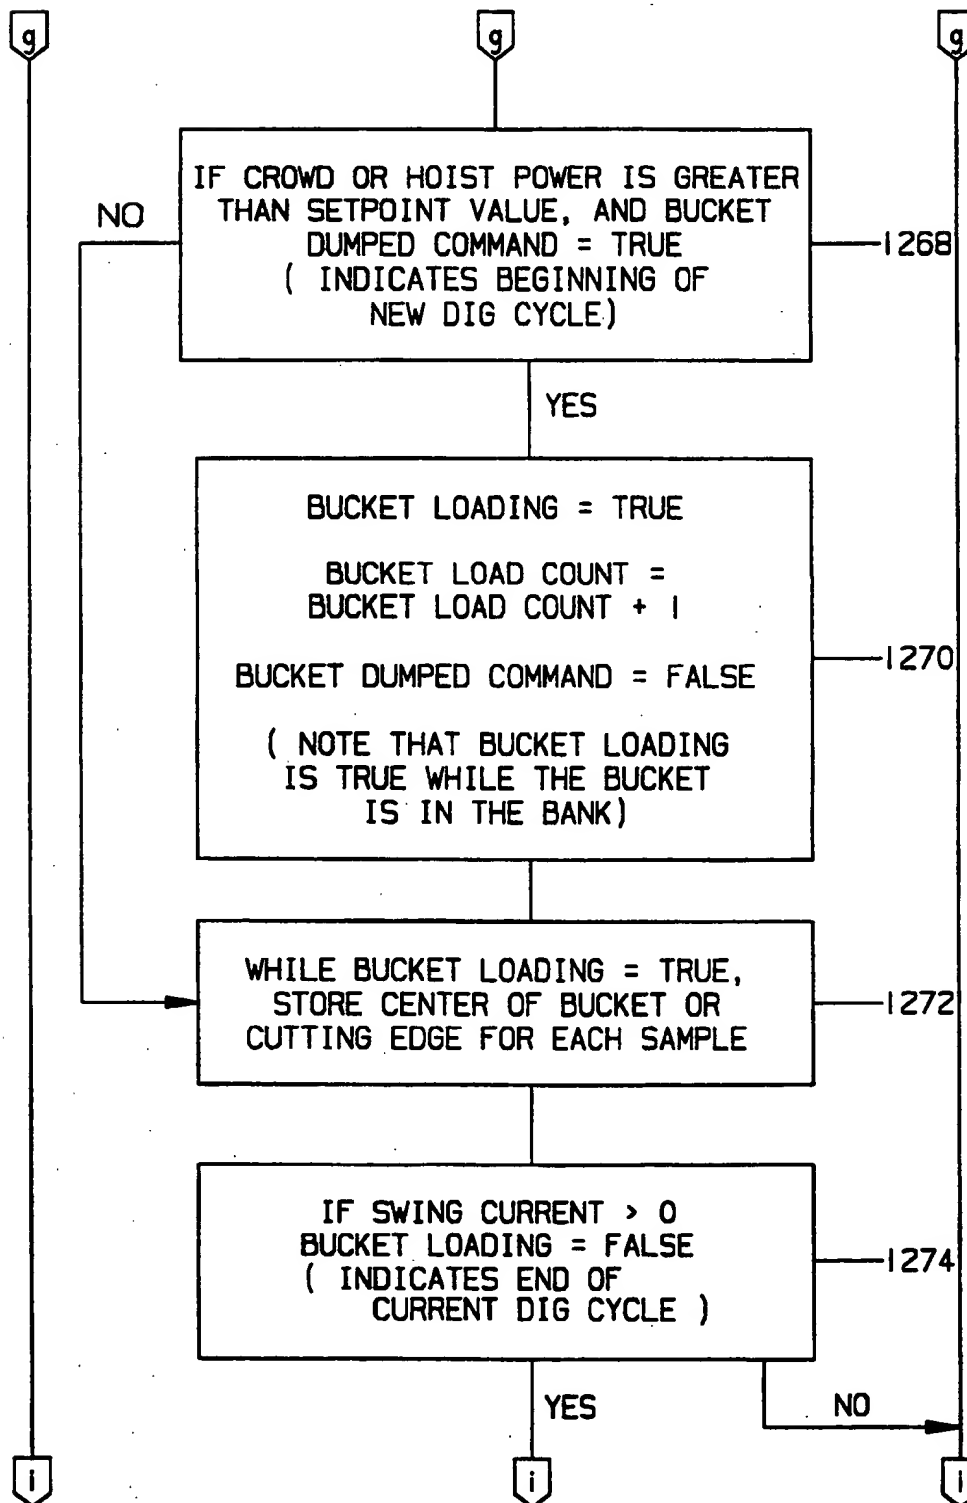 g g g
IF CROWD OR HOIST POWER IS GREATER
THAN SETPOINT VALUE, AND BUCKET
DUMPED COMMAND = TRUE
( INDICATES BEGINNING OF
NEW DIG CYCLE)
NO
1268
YES
BUCKET LOADING = TRUE
BUCKET LOAD COUNT =
BUCKET LOAD COUNT + 1
BUCKET DUMPED COMMAND = FALSE
( NOTE THAT BUCKET LOADING
IS TRUE WHILE THE BUCKET
IS IN THE BANK)
1270
WHILE BUCKET LOADING = TRUE,
STORE CENTER OF BUCKET OR
CUTTING EDGE FOR EACH SAMPLE
1272
IF SWING CURRENT > 0
BUCKET LOADING = FALSE
( INDICATES END OF
CURRENT DIG CYCLE )
1274
YES
NO
i i i